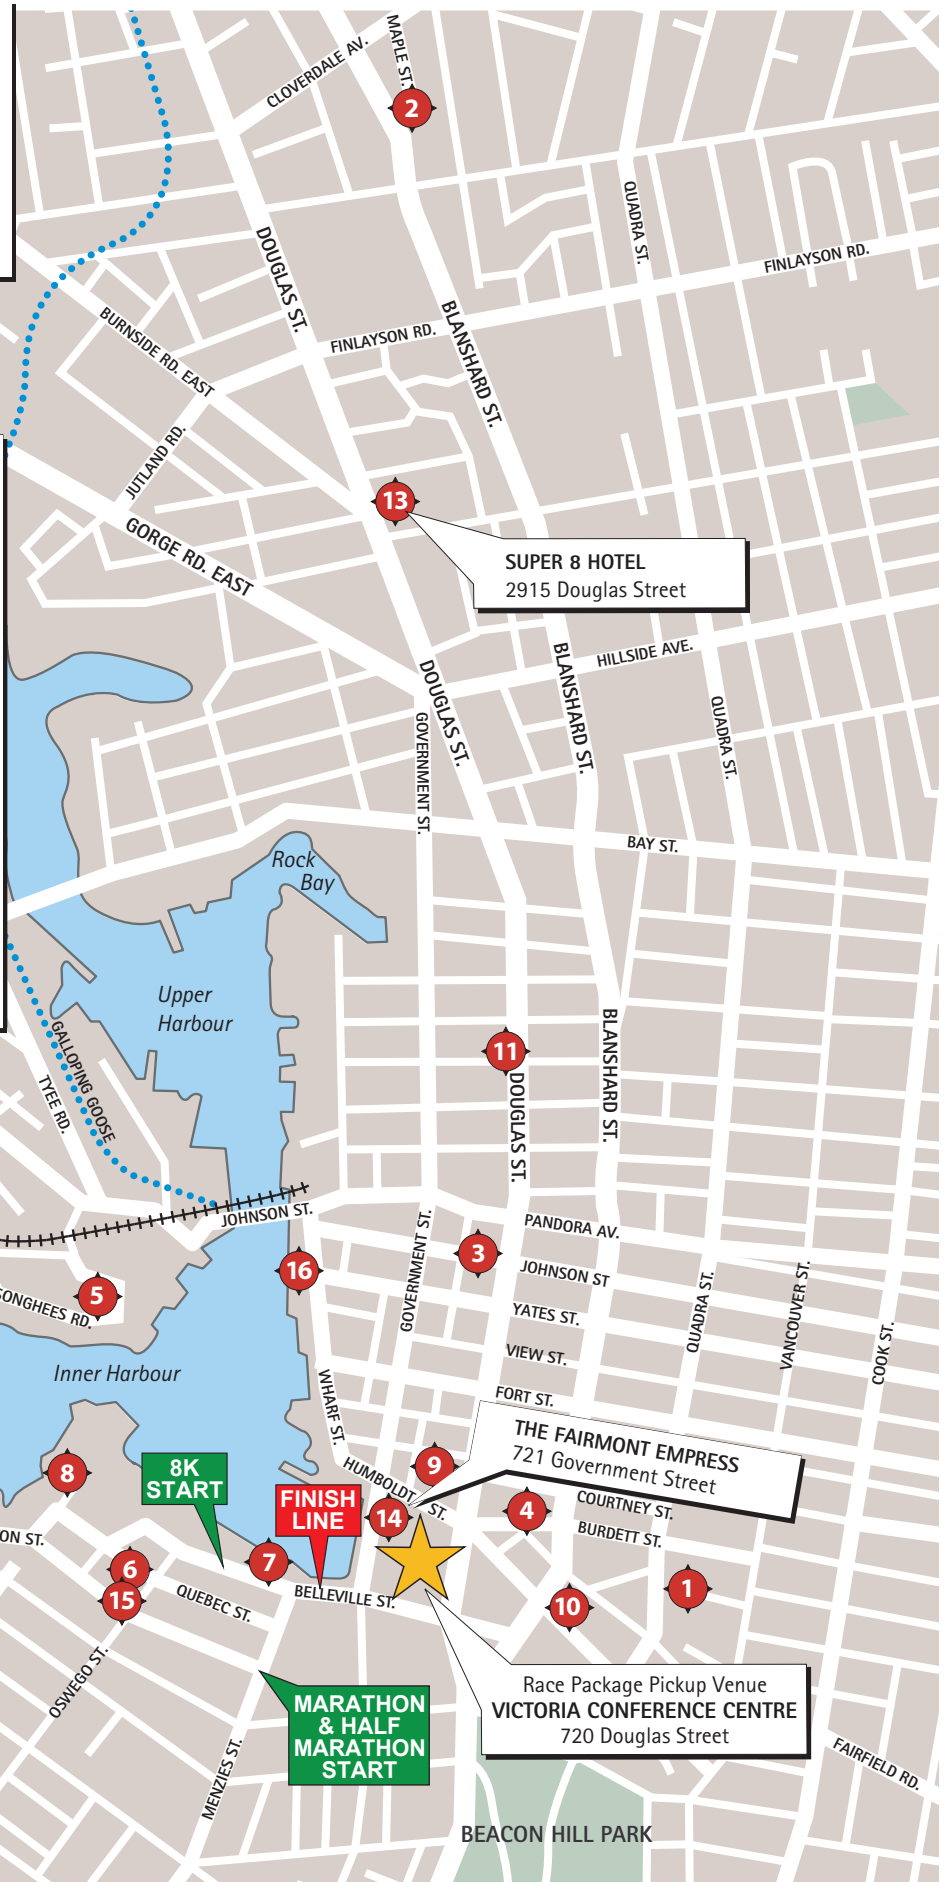 MAPLE ST.
CLOVERDALE AV.
2
QUADRA ST.
DOUGLAS ST.
FINLAYSON RD.
BLANSHARD ST.
BURNSIDE RD. EAST
FINLAYSON RD.
JUTLAND RD.
13
GORGE RD. EAST
SUPER 8 HOTEL
2915 Douglas Street
HILLSIDE AVE.
BLANSHARD ST.
DOUGLAS ST.
QUADRA ST.
GOVERNMENT ST.
BAY ST.
Rock
Bay
Upper
Harbour
BLANSHARD ST.
GALLOPING GOOSE
11
TYEE RD.
DOUGLAS ST.
JOHNSON ST.
GOVERNMENT ST.
PANDORA AV.
3
16
JOHNSON ST
5
SONGHEES RD.
QUADRA ST.
VANCOUVER ST.
YATES ST.
COOK ST.
VIEW ST.
Inner Harbour
WHARF ST.
FORT ST.
THE FAIRMONT EMPRESS
721 Government Street
8
8K
START
9
HUMBOLDT ST.
FINISH
LINE
14
4
COURTNEY ST.
BURDETT ST.
ON ST.
6
7
15
QUEBEC ST.
BELLEVILLE ST.
10
1
OSWEGO ST.
Race Package Pickup Venue
VICTORIA CONFERENCE CENTRE
720 Douglas Street
MARATHON
& HALF
MARATHON
START
MENZIES ST.
FAIRFIELD RD.
BEACON HILL PARK